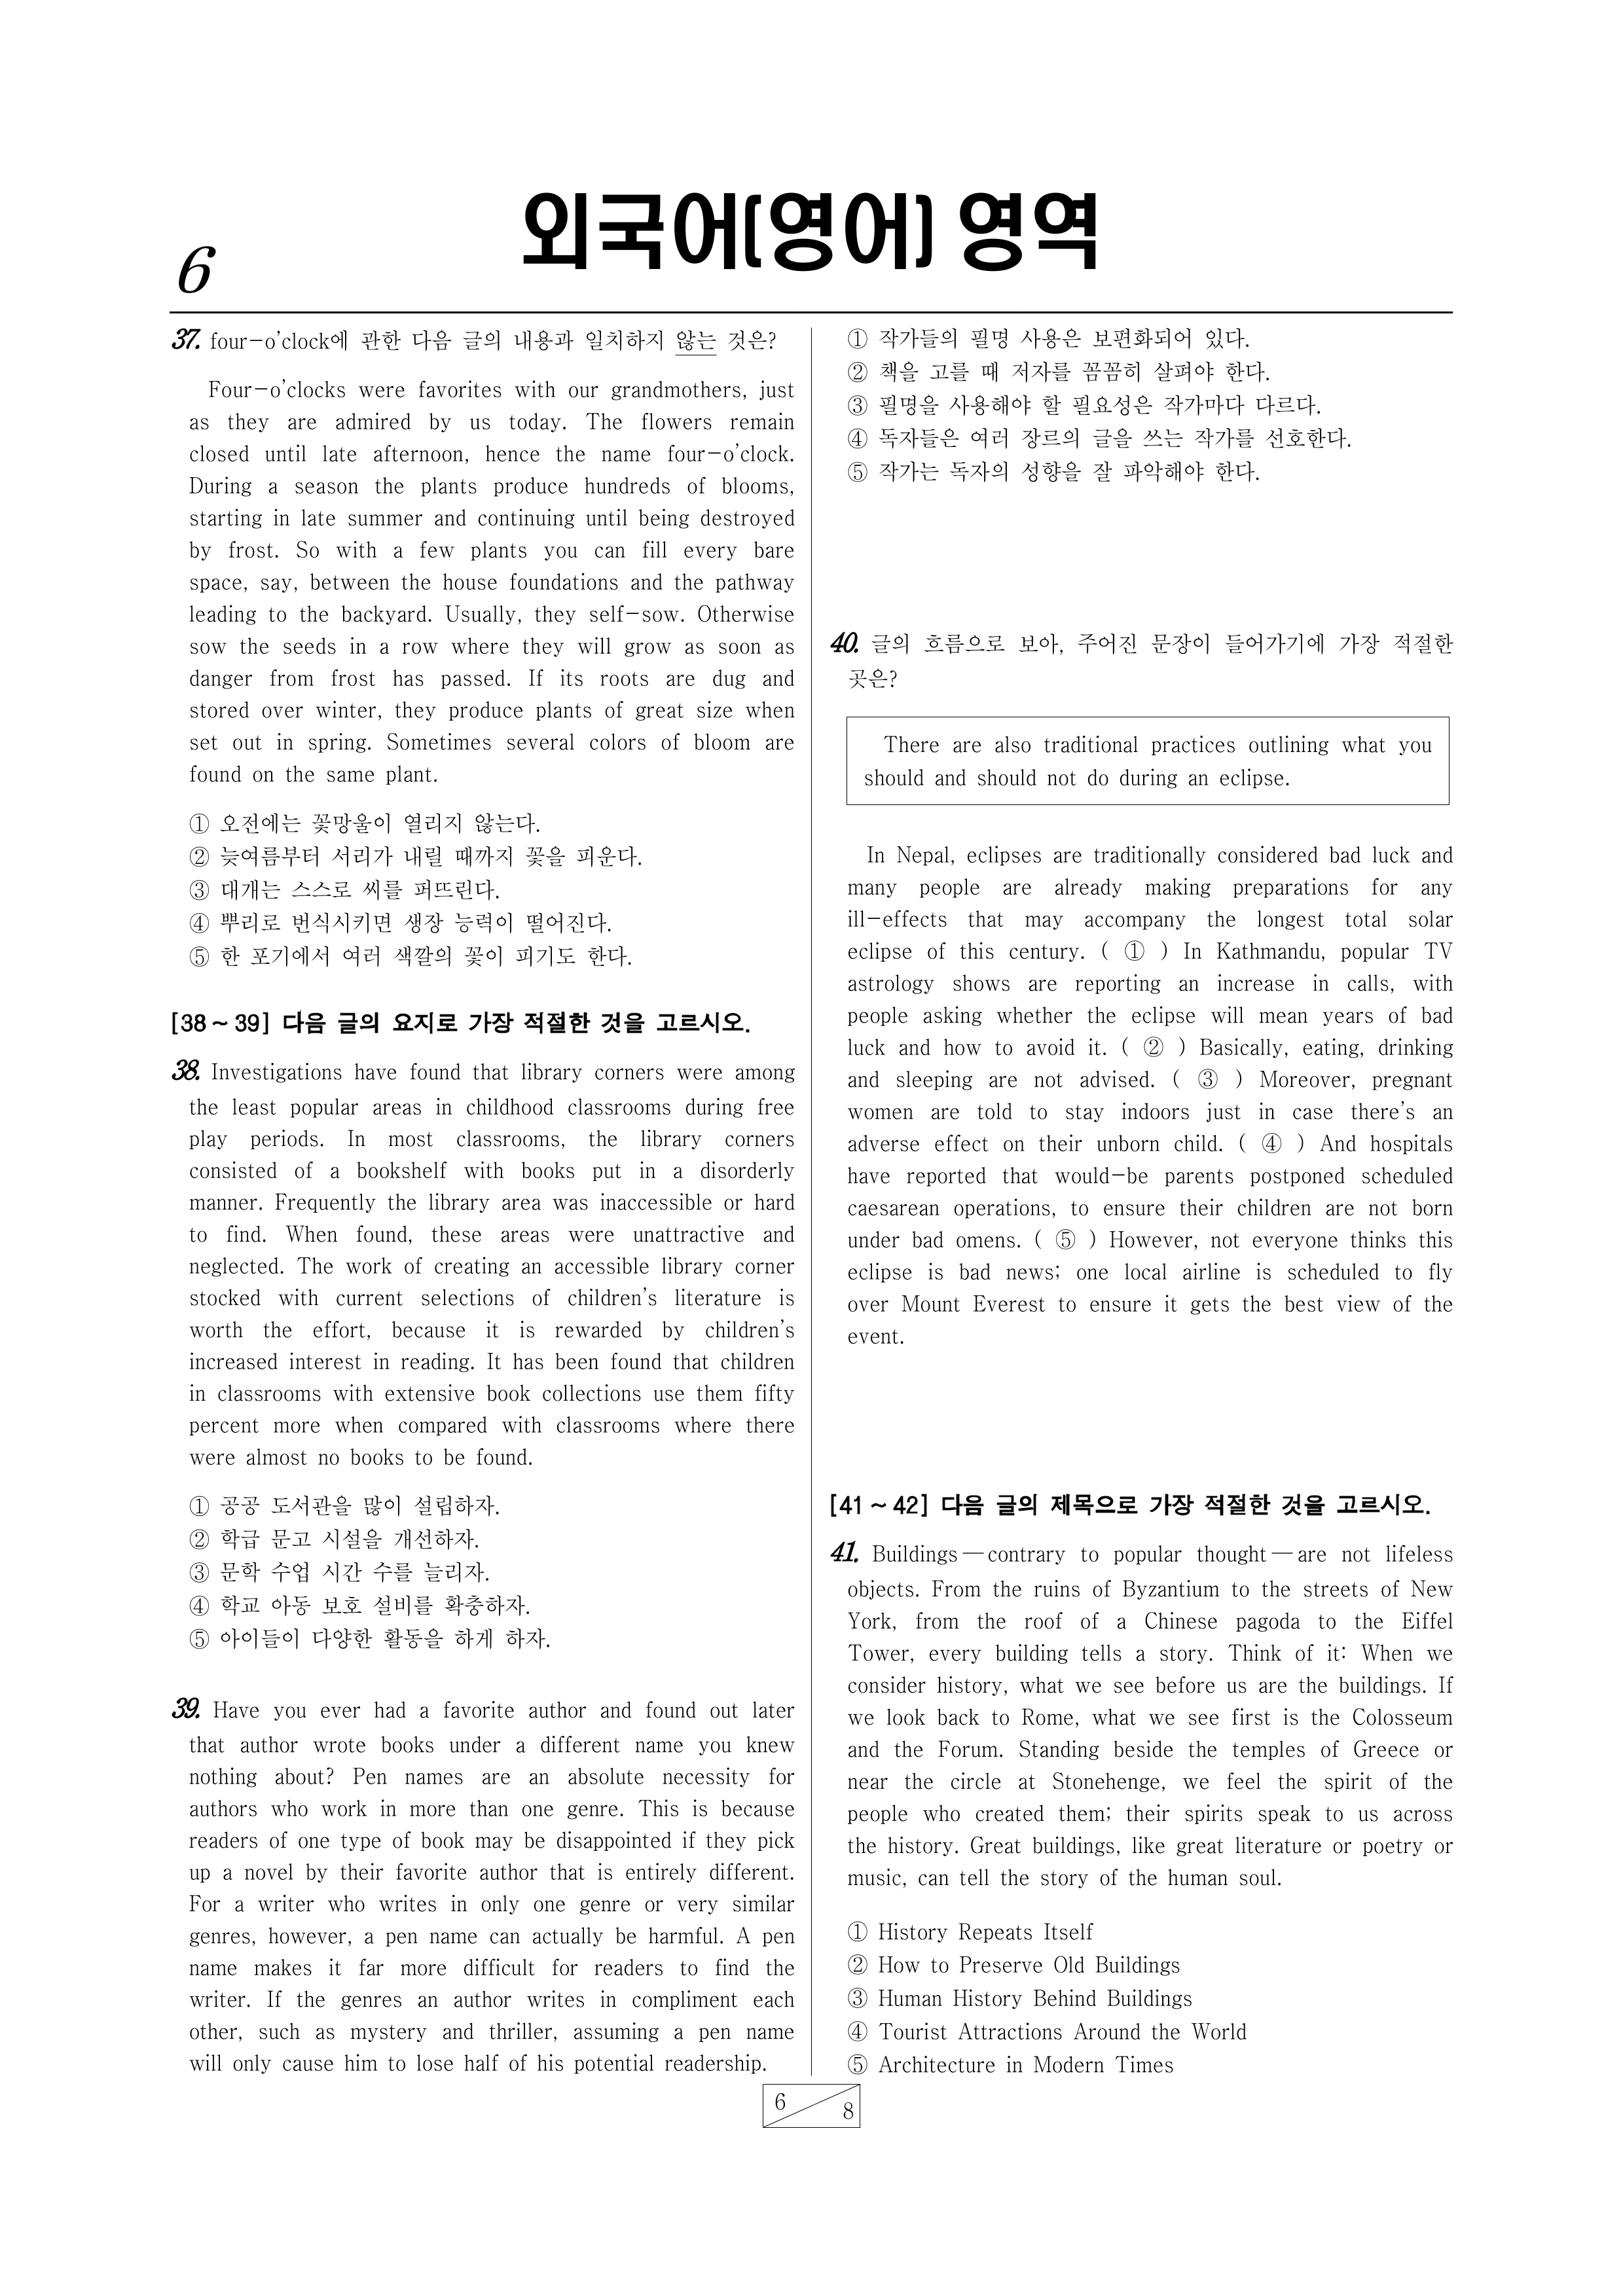 6
외국어(영어) 영역
37. four-o'clock에 관한 다음 글의 내용과 일치하지 않는 것은?
Four-o'clocks were favorites with our grandmothers, just
as they are admired by us today. The flowers remain
closed until late afternoon, hence the name four-o'clock.
During a season the plants produce hundreds of blooms,
starting in late summer and continuing until being destroyed
by frost. So with a few plants you can fill every bare
space, say, between the house foundations and the pathway
leading to the backyard. Usually, they self-sow. Otherwise
sow the seeds in a row where they will grow as soon as
danger from frost has passed. If its roots are dug and
stored over winter, they produce plants of great size when
set out in spring. Sometimes several colors of bloom are
found on the same plant.
① 오전에는 꽃망울이 열리지 않는다.
② 늦여름부터 서리가 내릴 때까지 꽃을 피운다.
③ 대개는 스스로 씨를 퍼뜨린다.
④ 뿌리로 번식시키면 생장 능력이 떨어진다.
⑤ 한 포기에서 여러 색깔의 꽃이 피기도 한다.
[38~39] 다음 글의 요지로 가장 적절한 것을 고르시오.
38. Investigations have found that library corners were among
the least popular areas in childhood classrooms during free
play periods. In most classrooms, the library corners
consisted of a bookshelf with books put in a disorderly
manner. Frequently the library area was inaccessible or hard
to find. When found, these areas were unattractive and
neglected. The work of creating an accessible library corner
stocked with current selections of children's literature is
worth the effort, because it is rewarded by children's
increased interest in reading. It has been found that children
in classrooms with extensive book collections use them fifty
percent more when compared with classrooms where there
were almost no books to be found.
① 공공 도서관을 많이 설립하자.
② 학급 문고 시설을 개선하자.
③ 문학 수업 시간 수를 늘리자.
④ 학교 아동 보호 설비를 확충하자.
⑤ 아이들이 다양한 활동을 하게 하자.
39. Have you ever had a favorite author and found out later
that author wrote books under a different name you knew
nothing about? Pen names are an absolute necessity for
authors who work in more than one genre. This is because
readers of one type of book may be disappointed if they pick
up a novel by their favorite author that is entirely different.
For a writer who writes in only one genre or very similar
genres, however, a pen name can actually be harmful. A pen
name makes it far more difficult for readers to find the
writer. If the genres an author writes in compliment each
other, such as mystery and thriller, assuming a pen name
will only cause him to lose half of his potential readership.
① 작가들의 필명 사용은 보편화되어 있다.
② 책을 고를 때 저자를 꼼꼼히 살펴야 한다.
③ 필명을 사용해야 할 필요성은 작가마다 다르다.
④ 독자들은 여러 장르의 글을 쓰는 작가를 선호한다.
⑤ 작가는 독자의 성향을 잘 파악해야 한다.
40. 글의 흐름으로 보아, 주어진 문장이 들어가기에 가장 적절한
곳은?
There are also traditional practices outlining what you
should and should not do during an eclipse.
In Nepal, eclipses are traditionally considered bad luck and
many people are already making preparations for any
ill-effects that may accompany the longest total solar
eclipse of this century. ( ① ) In Kathmandu, popular TV
astrology shows are reporting an increase in calls, with
people asking whether the eclipse will mean years of bad
luck and how to avoid it. ( ② ) Basically, eating, drinking
and sleeping are not advised. ( ③ ) Moreover, pregnant
women are told to stay indoors just in case there's an
adverse effect on their unborn child. ( ④ ) And hospitals
have reported that would-be parents postponed scheduled
caesarean operations, to ensure their children are not born
under bad omens. ( ⑤ ) However, not everyone thinks this
eclipse is bad news; one local airline is scheduled to fly
over Mount Everest to ensure it gets the best view of the
event.
[41~42] 다음 글의 제목으로 가장 적절한 것을 고르시오.
41. Buildings — contrary to popular thought — are not lifeless
objects. From the ruins of Byzantium to the streets of New
York, from the roof of a Chinese pagoda to the Eiffel
Tower, every building tells a story. Think of it: When we
consider history, what we see before us are the buildings. If
we look back to Rome, what we see first is the Colosseum
and the Forum. Standing beside the temples of Greece or
near the circle at Stonehenge, we feel the spirit of the
people who created them; their spirits speak to us across
the history. Great buildings, like great literature or poetry or
music, can tell the story of the human soul.
① History Repeats Itself
② How to Preserve Old Buildings
③ Human History Behind Buildings
④ Tourist Attractions Around the World
⑤ Architecture in Modern Times
6
8